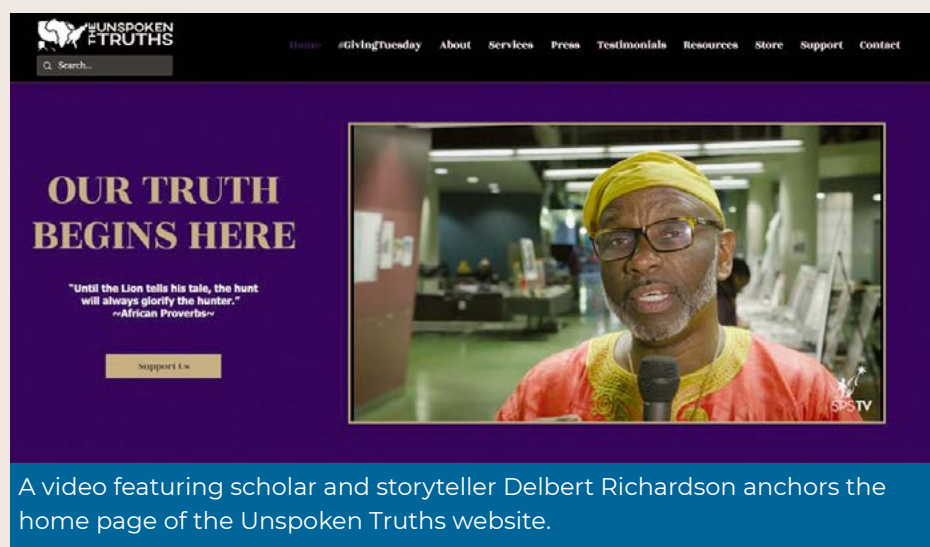 THE UNSPOKEN
TRUTHS
Search...
Home #GivingTuesday About Services Press Testimonials Resources Store Support Contact
OUR TRUTH
BEGINS HERE
"Until the Lion tells his tale, the hunt
will always glorify the hunter."
~African Proverbs~
Support Us
SPSTV
A video featuring scholar and storyteller Delbert Richardson anchors the
home page of the Unspoken Truths website.